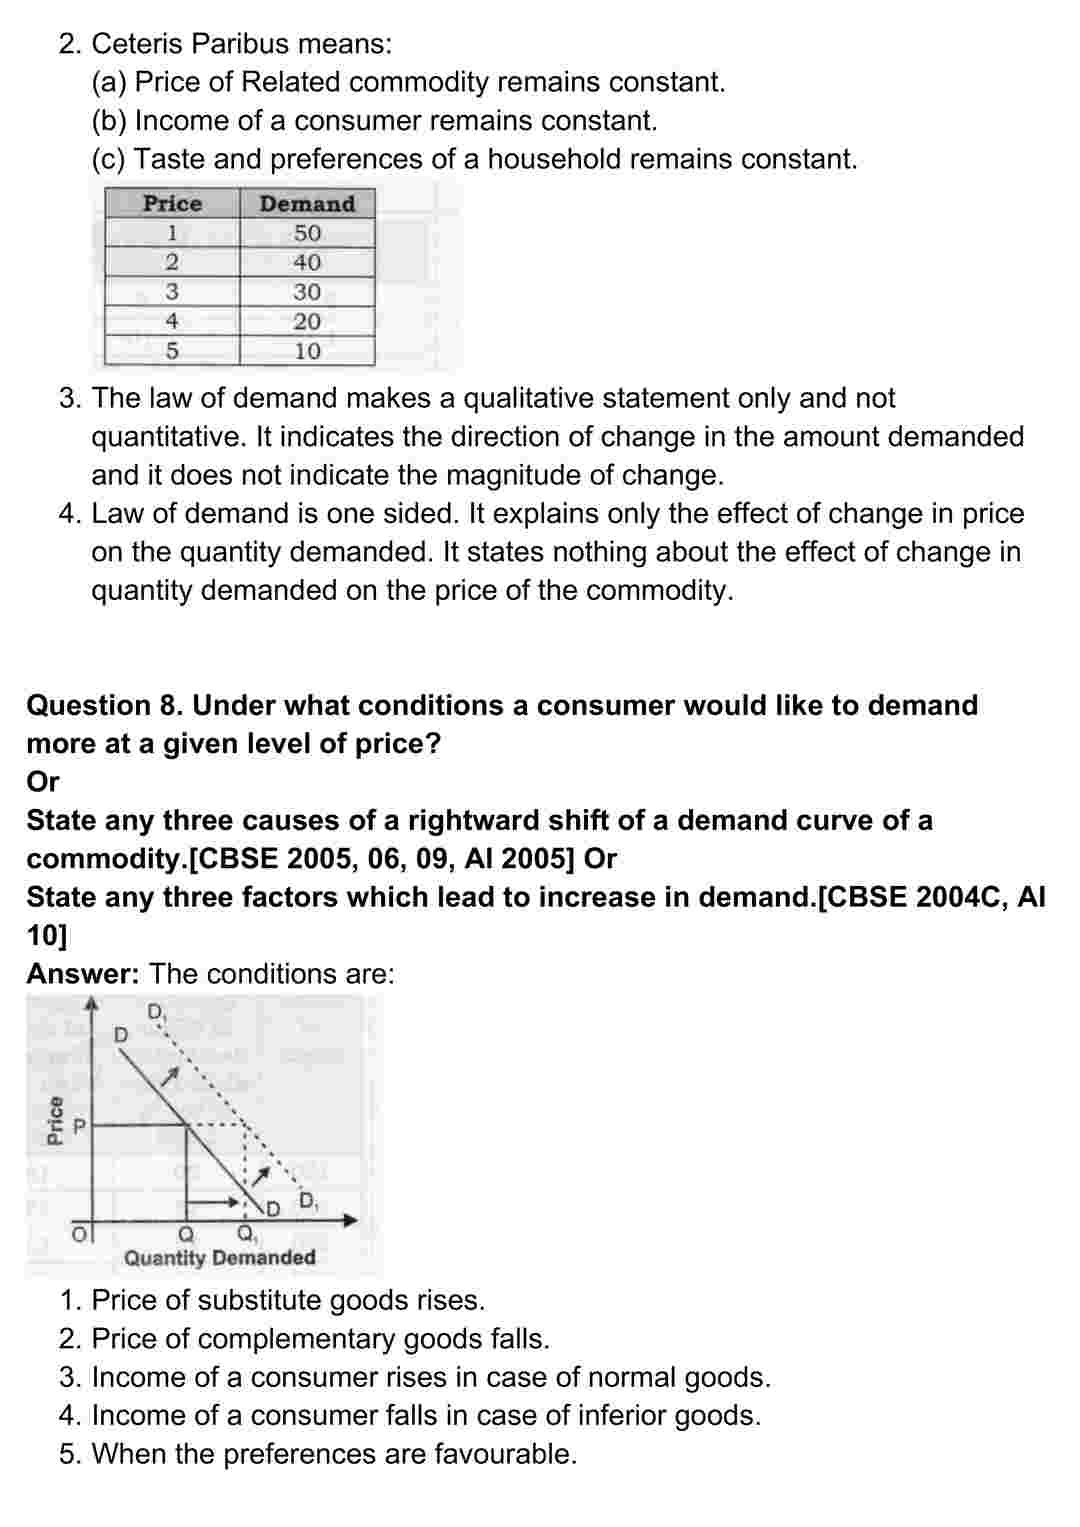 2. Ceteris Paribus means:
(a) Price of Related commodity remains constant.
(b) Income of a consumer remains constant.
(c) Taste and preferences of a household remains constant.
Price Demand
1 50
2 40
3 30
4 20
5 10
3. The law of demand makes a qualitative statement only and not
quantitative. It indicates the direction of change in the amount demanded
and it does not indicate the magnitude of change.
4. Law of demand is one sided. It explains only the effect of change in price
on the quantity demanded. It states nothing about the effect of change in
quantity demanded on the price of the commodity.
Question 8. Under what conditions a consumer would like to demand
more at a given level of price?
Or
State any three causes of a rightward shift of a demand curve of a
commodity.[CBSE 2005, 06, 09, AI 2005] Or
State any three factors which lead to increase in demand.[CBSE 2004C, AI
10]
Answer: The conditions are:
D₁
D
Price
P
D D₁
O Q Q₁
Quantity Demanded
1. Price of substitute goods rises.
2. Price of complementary goods falls.
3. Income of a consumer rises in case of normal goods.
4. Income of a consumer falls in case of inferior goods.
5. When the preferences are favourable.